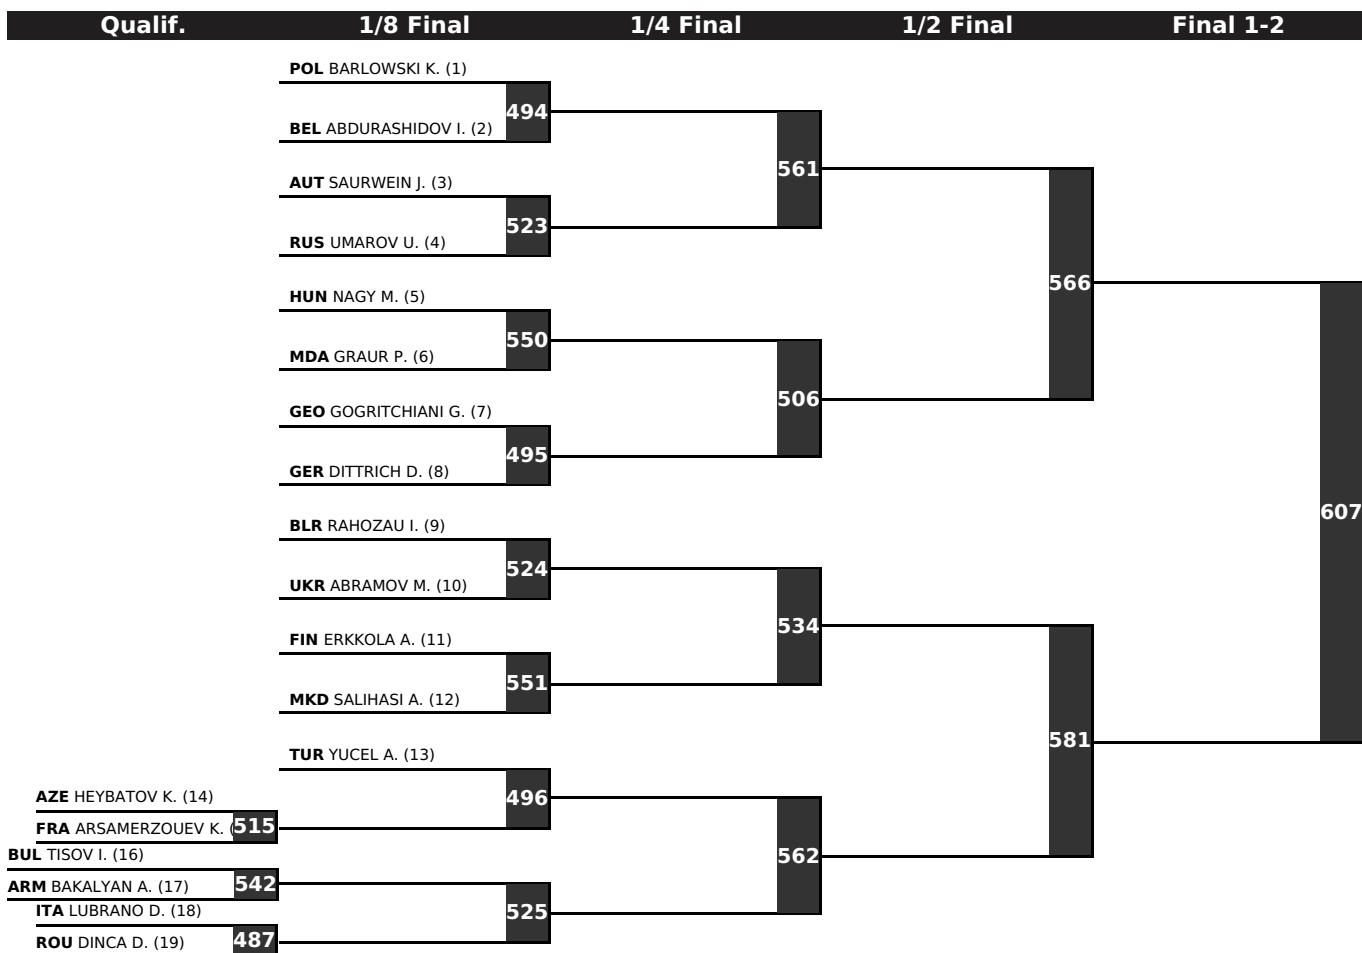 Qualif. 1/8 Final 1/4 Final 1/2 Final Final 1-2
POL BARLOWSKI K. (1)
494
BEL ABDURASHIDOV I. (2)
561
AUT SAURWEIN J. (3)
523
RUS UMAROV U. (4)
566
HUN NAGY M. (5)
550
MDA GRAUR P. (6)
506
GEO GOGRITCHIANI G. (7)
495
GER DITTRICH D. (8)
607
BLR RAHOZAU I. (9)
524
UKR ABRAMOV M. (10)
534
FIN ERKKOLA A. (11)
551
MKD SALIHASI A. (12)
581
TUR YUCEL A. (13)
AZE HEYBATOV K. (14)
496
FRA ARSAMERZOUEV K. (
515
BUL TISOV I. (16)
562
ARM BAKALYAN A. (17)
542
ITA LUBRANO D. (18)
525
ROU DINCA D. (19)
487